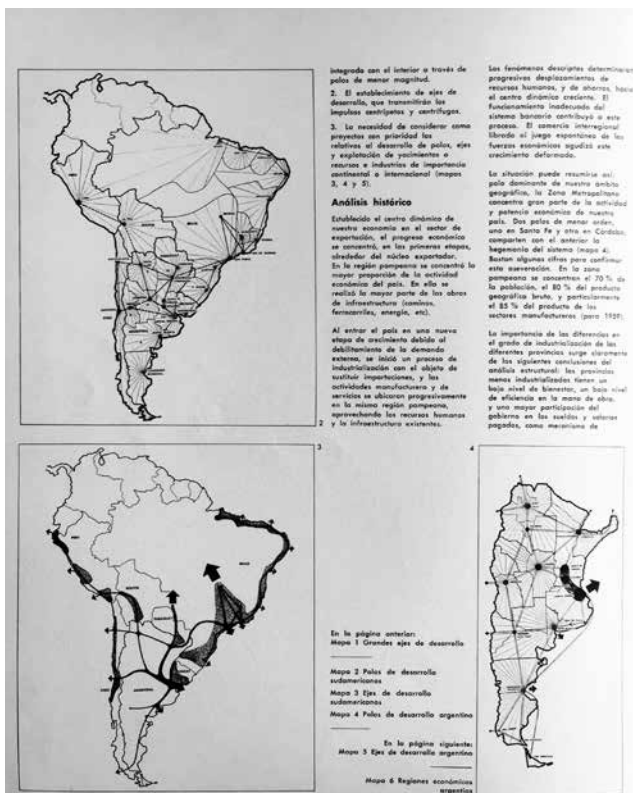 2
integrada con el interior a través de
polos de menor magnitud.
2. El establecimiento de ejes de
desarrollo, que transmitirán los
impulsos centrípetos y centrífugos.
3. La necesidad de considerar como
proyectos con prioridad los
relativos al desarrollo de polos, ejes
y explotación de yacimientos o
recursos e industrias de importancia
continental o internacional (mapas
3, 4 y 5).
Análisis histórico
Establecido el centro dinámico de
nuestra economía en el sector de
exportación, el progreso económico
se concentró, en las primeras etapas,
alrededor del núcleo exportador.
En la región pampeana se concentró la
mayor proporción de la actividad
económica del país. En ella se
realizó la mayor parte de las obras
de infraestructura (caminos,
ferrocarriles, energía, etc).
Al entrar el país en una nueva
etapa de crecimiento debido al
debilitamiento de la demanda
externa, se inició un proceso de
industrialización con el objeto de
sustituir importaciones, y las
actividades manufacturera y de
servicios se ubicaron progresivamente
en la misma región pampeana,
aprovechando los recursos humanos
y la infraestructura existentes.
Los fenómenos descriptos determinaron
progresivos desplazamientos de
recursos humanos, y de ahorros, hacia
el centro dinámico creciente. El
funcionamiento inadecuado del
sistema bancario contribuyó a este
proceso. El comercio interregional
librado al juego espontáneo de las
fuerzas económicas agudizó este
crecimiento deformado.
La situación puede resumirse así:
polo dominante de nuestro ámbito
geográfico, la Zona Metropolitana
concentra gran parte de la actividad
y potencia económica de nuestro
país. Dos polos de menor orden,
uno en Santa Fe y otro en Córdoba,
comparten con el anterior la
hegemonía del sistema (mapa 4).
Bastan algunas cifras para confirmar
esta aseveración. En la zona
pampeana se concentran el 70 % de
la población, el 80 % del producto
geográfico bruto, y particularmente
el 85 % del producto de los
sectores manufactureros (para 1959).
La importancia de las diferencias en
el grado de industrialización de las
diferentes provincias surge claramente
de las siguientes conclusiones del
análisis estructural: las provincias
menos industrializadas tienen un
bajo nivel de bienestar, un bajo nivel
de eficiencia en la mano de obra,
y una mayor participación del
gobierno en los sueldos y salarios
pagados, como mecanismo de
3
4
En la página anterior:
Mapa 1 Grandes ejes de desarrollo
Mapa 2 Polos de desarrollo
sudamericanos
Mapa 3 Ejes de desarrollo
sudamericanos
Mapa 4 Polos de desarrollo argentino
En la página siguiente:
Mapa 5 Ejes de desarrollo argentino
Mapa 6 Regiones económicas
argentinas